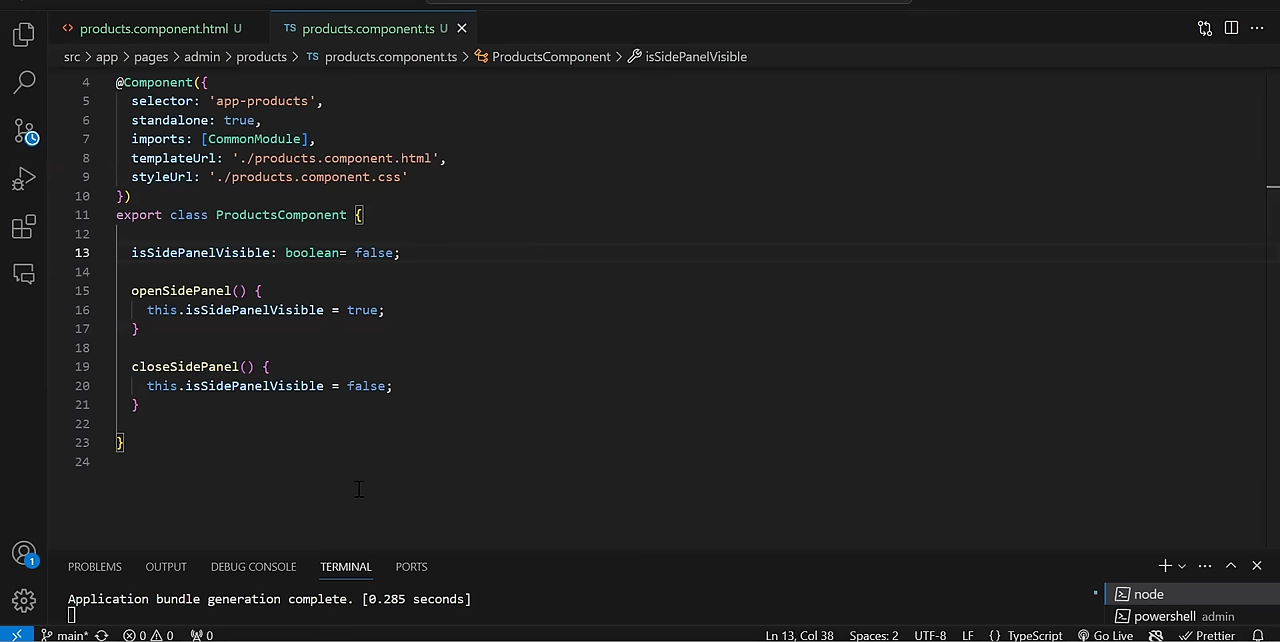 <> products.component.html U TS products.component.ts U ×
src > app > pages > admin > products > TS products.component.ts > ProductsComponent > isSidePanelVisible
4 @Component({
5 selector: 'app-products',
6 standalone: true,
7 imports: [CommonModule],
8 templateUrl: './products.component.html',
9 styleUrl: './products.component.css'
10 })
11 export class ProductsComponent {
12
13 isSidePanelVisible: boolean= false;
14
15 openSidePanel() {
16 this.isSidePanelVisible = true;
17 }
18
19 closeSidePanel() {
20 this.isSidePanelVisible = false;
21 }
22
23 }
24
PROBLEMS OUTPUT DEBUG CONSOLE TERMINAL PORTS
Application bundle generation complete. [0.285 seconds]
node
powershell admin
1
main* 0 0 0 Ln 13, Col 38 Spaces: 2 UTF-8 LF {} TypeScript Go Live Prettier